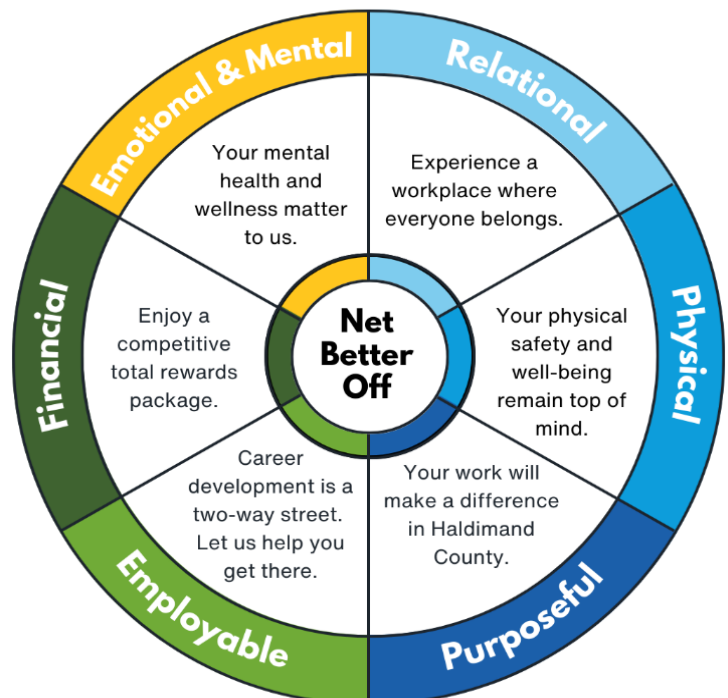 Emotional & Mental
Your mental
health and
wellness matter
to us.
Relational
Experience a
workplace where
everyone belongs.
Physical
Your physical
safety and
well-being
remain top of
mind.
Purposeful
Your work will
make a difference
in Haldimand
County.
Employable
Career
development is a
two-way street.
Let us help you
get there.
Financial
Enjoy a
competitive
total rewards
package.
Net
Better
Off